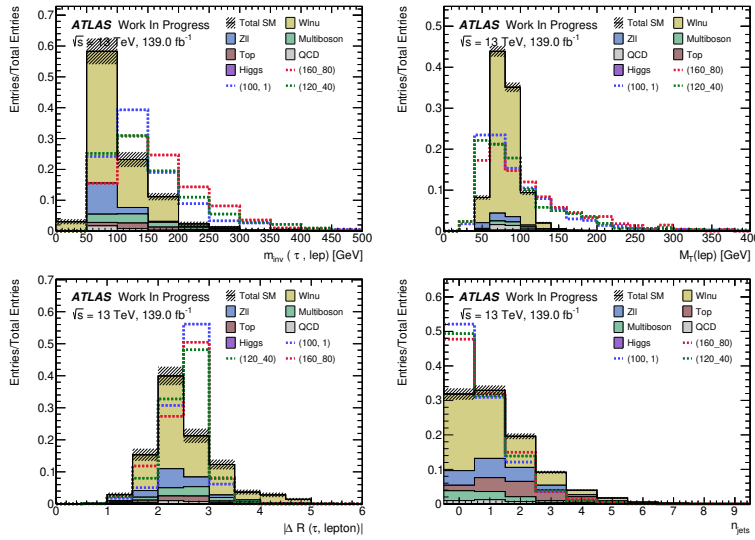 ATLAS Work In Progress
√s = 13 TeV, 139.0 fb⁻¹
Total SM
Wlnu
Zll
Multiboson
Top
QCD
Higgs
(160_80)
(100, 1)
(120_40)
Entries/Total Entries
0.7
0.6
0.5
0.4
0.3
0.2
0.1
0
0 50 100 150 200 250 300 350 400 450 500
m_inv (τ , lep) [GeV]
ATLAS Work In Progress
√s = 13 TeV, 139.0 fb⁻¹
Total SM
Wlnu
Zll
Multiboson
QCD
Top
Higgs
(160_80)
(100, 1)
(120_40)
Entries/Total Entries
0.5
0.4
0.3
0.2
0.1
0
0 50 100 150 200 250 300 350 400
M_T(lep) [GeV]
ATLAS Work In Progress
√s = 13 TeV, 139.0 fb⁻¹
Total SM
Wlnu
Zll
Multiboson
Top
QCD
Higgs
(100, 1)
(120_40)
(160_80)
Entries/Total Entries
0.7
0.6
0.5
0.4
0.3
0.2
0.1
0
0 1 2 3 4 5 6
|Δ R (τ, lepton)|
ATLAS Work In Progress
√s = 13 TeV, 139.0 fb⁻¹
Total SM
Wlnu
Zll
Top
Multiboson
QCD
Higgs
(160_80)
(100, 1)
(120_40)
Entries/Total Entries
0.6
0.5
0.4
0.3
0.2
0.1
0
0 1 2 3 4 5 6 7 8 9
n_jets